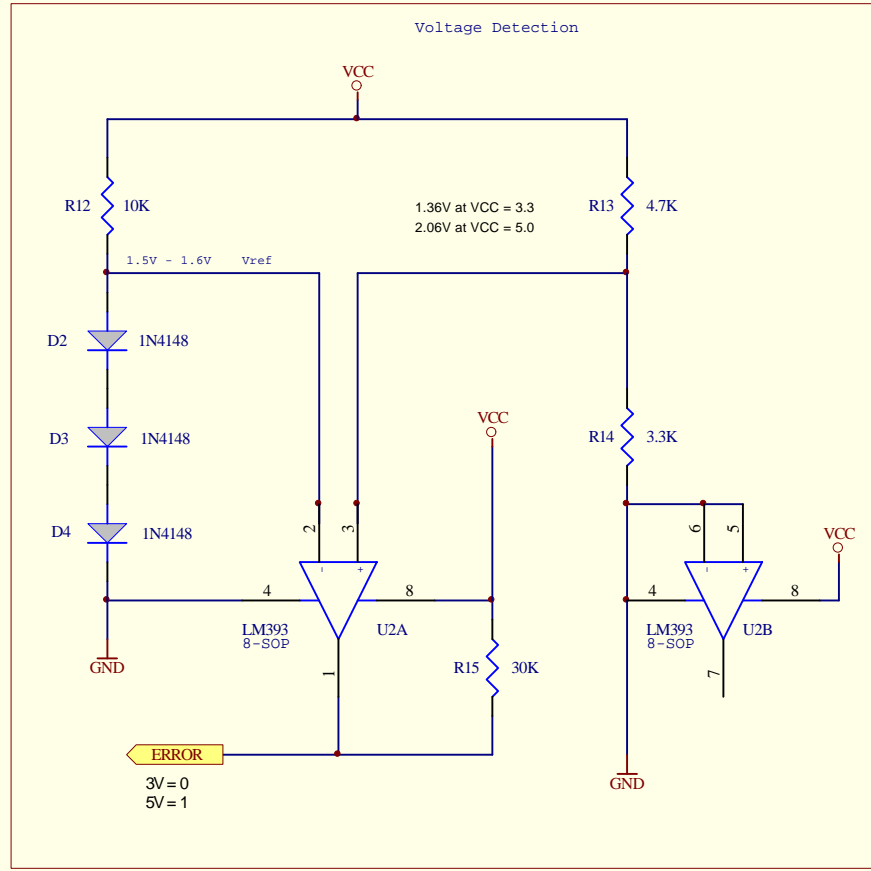 Voltage Detection
VCC
R12 10K
1.36V at VCC = 3.3
2.06V at VCC = 5.0
R13 4.7K
1.5V - 1.6V Vref
D2 1N4148
VCC
D3 1N4148
R14 3.3K
D4 1N4148
2 3
6 5
VCC
- +
- +
4 8
4 8
LM393
8-SOP
U2A
LM393
8-SOP
U2B
GND
R15 30K
1
7
ERROR
3V = 0
5V = 1
GND